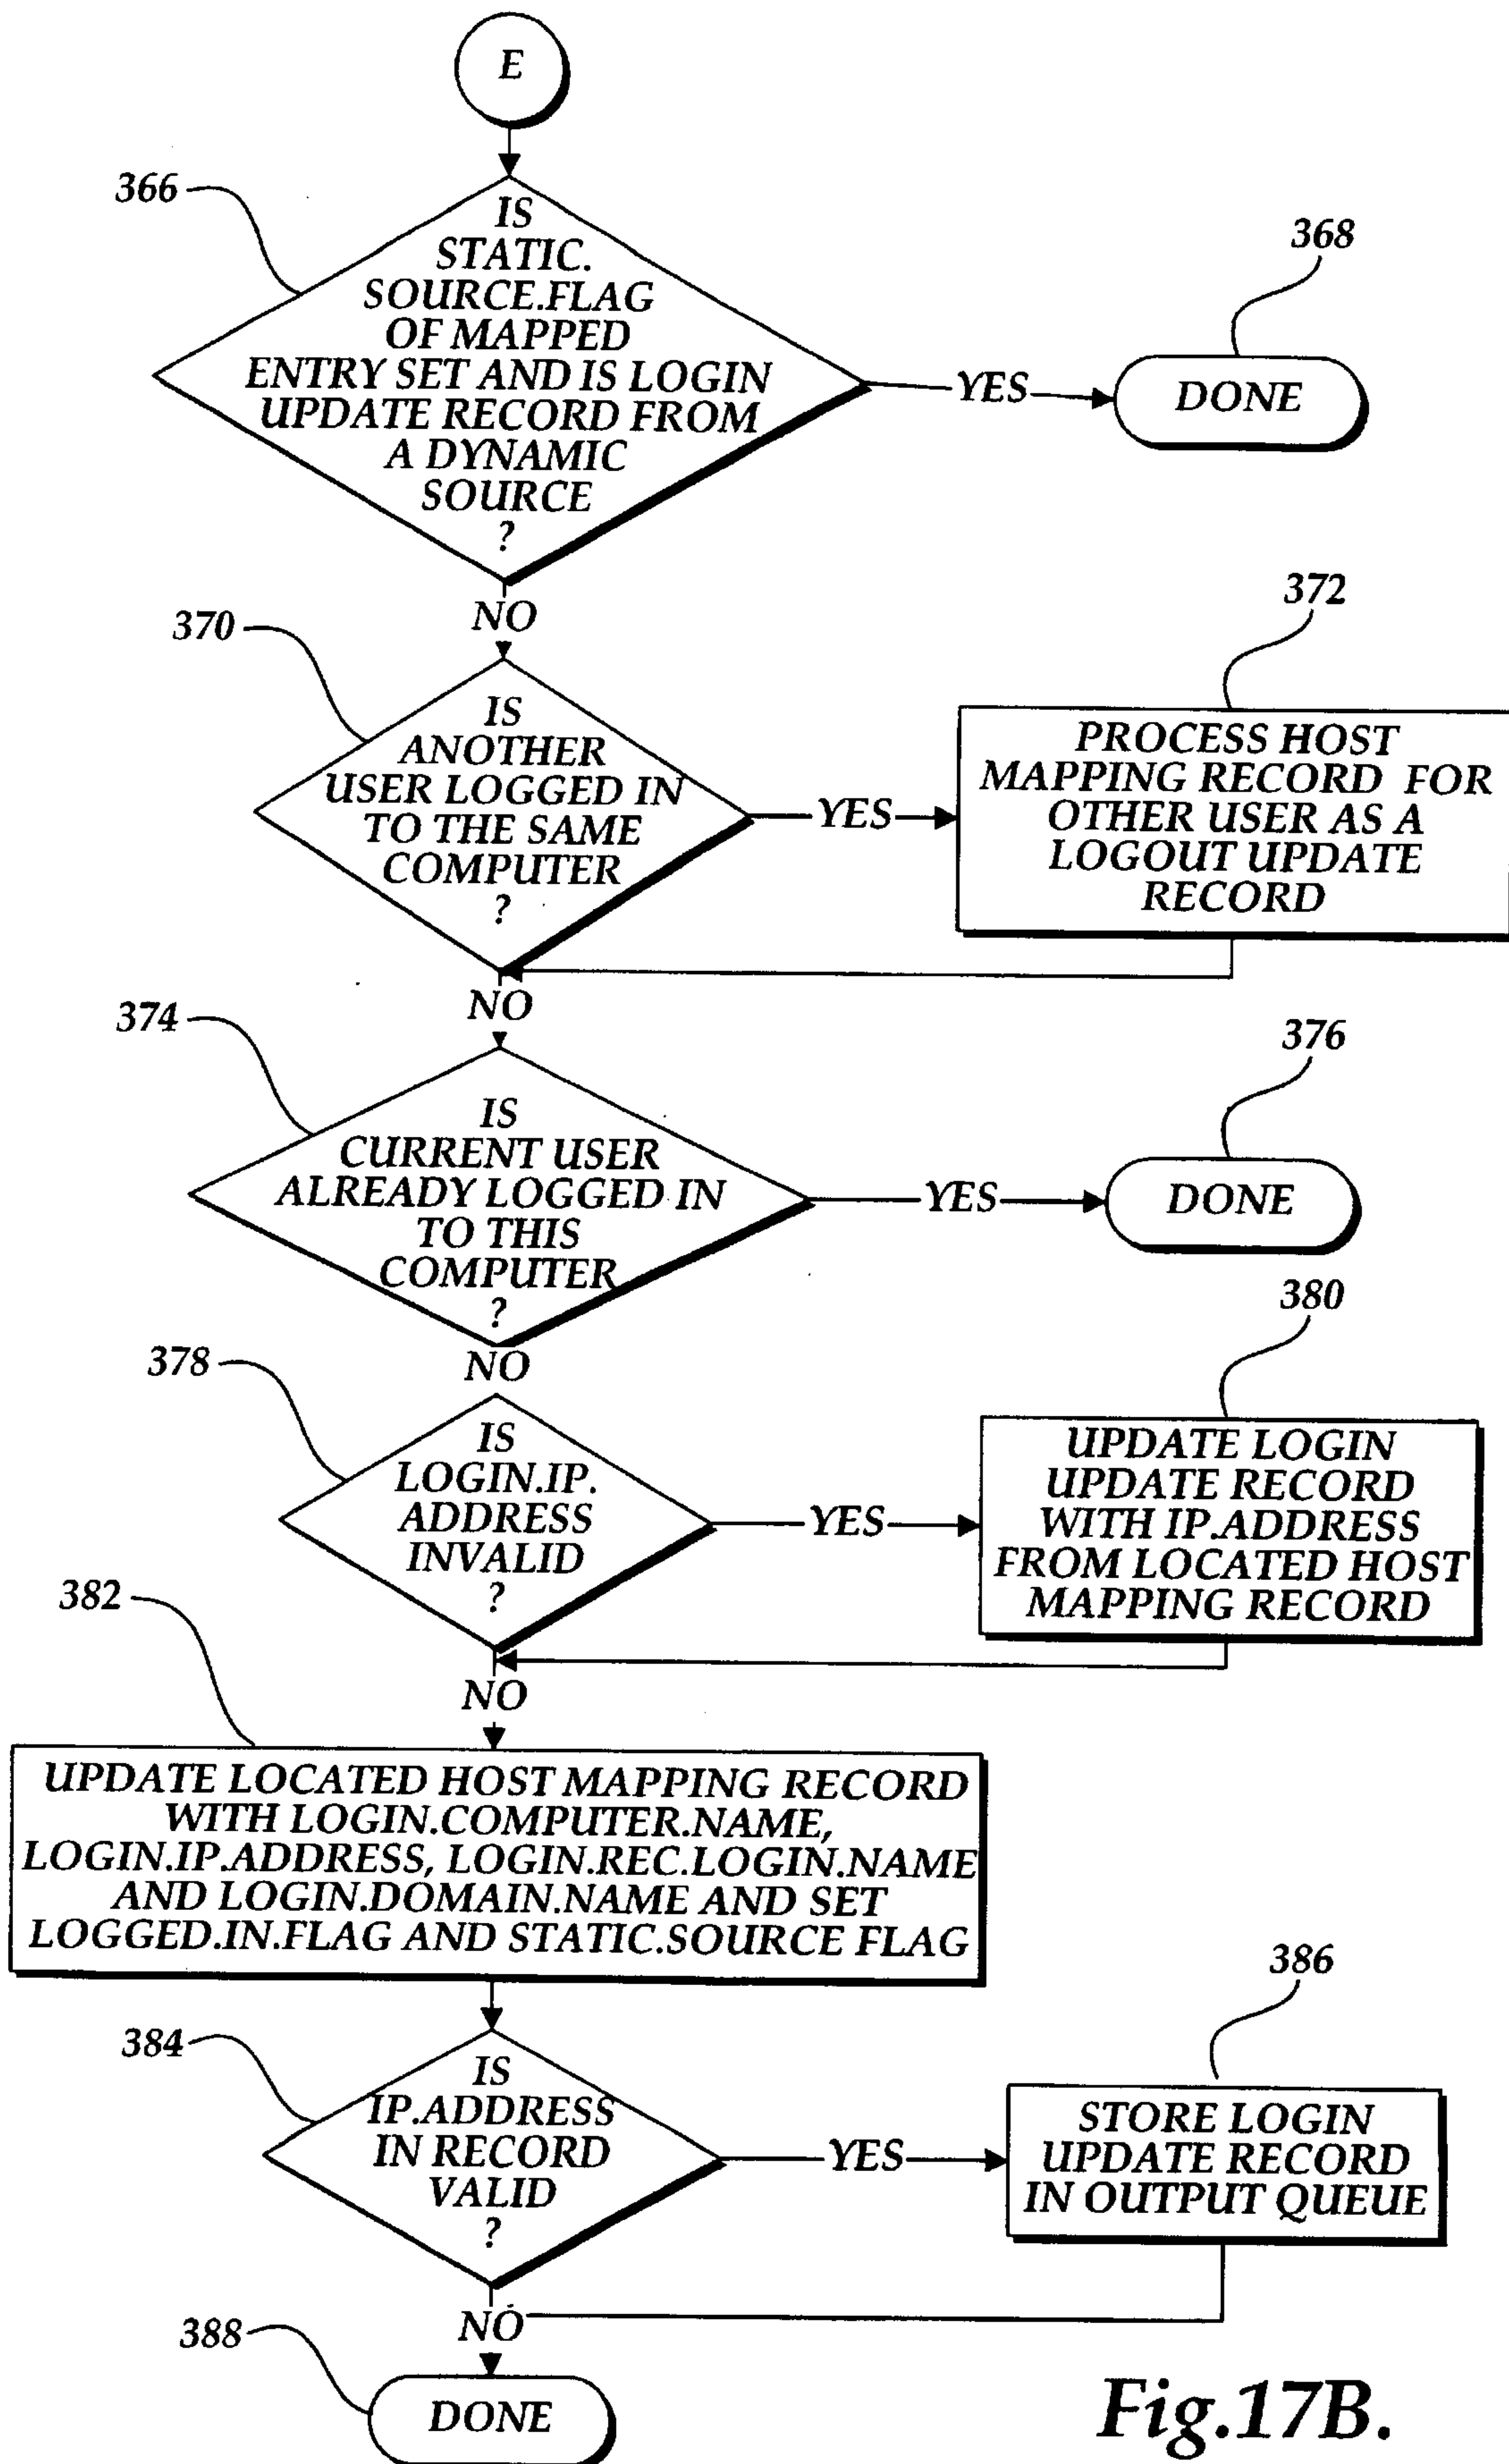 E
366
IS
STATIC.
SOURCE.FLAG
OF MAPPED
ENTRY SET AND IS LOGIN
UPDATE RECORD FROM
A DYNAMIC
SOURCE
?
YES
368
DONE
NO
370
IS
ANOTHER
USER LOGGED IN
TO THE SAME
COMPUTER
?
YES
372
PROCESS HOST
MAPPING RECORD FOR
OTHER USER AS A
LOGOUT UPDATE
RECORD
NO
374
IS
CURRENT USER
ALREADY LOGGED IN
TO THIS
COMPUTER
?
YES
376
DONE
NO
378
IS
LOGIN.IP.
ADDRESS
INVALID
?
YES
380
UPDATE LOGIN
UPDATE RECORD
WITH IP.ADDRESS
FROM LOCATED HOST
MAPPING RECORD
NO
382
UPDATE LOCATED HOST MAPPING RECORD
WITH LOGIN.COMPUTER.NAME,
LOGIN.IP.ADDRESS, LOGIN.REC.LOGIN.NAME
AND LOGIN.DOMAIN.NAME AND SET
LOGGED.IN.FLAG AND STATIC.SOURCE FLAG
384
IS
IP.ADDRESS
IN RECORD
VALID
?
YES
386
STORE LOGIN
UPDATE RECORD
IN OUTPUT QUEUE
NO
388
DONE
Fig.17B.